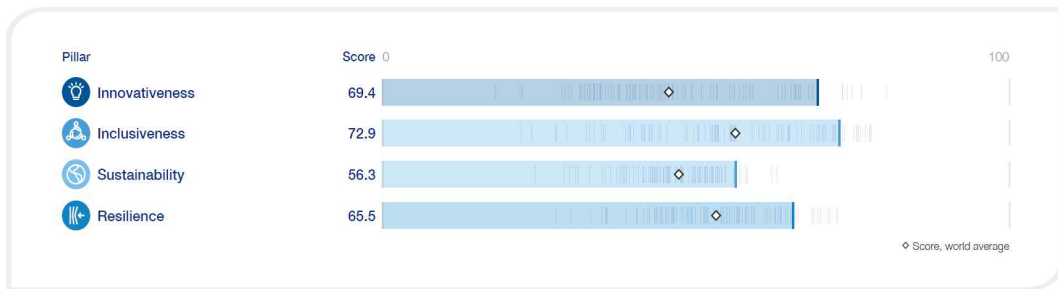 Pillar Score 0 100
Innovativeness 69.4
Inclusiveness 72.9
Sustainability 56.3
Resilience 65.5
Score, world average